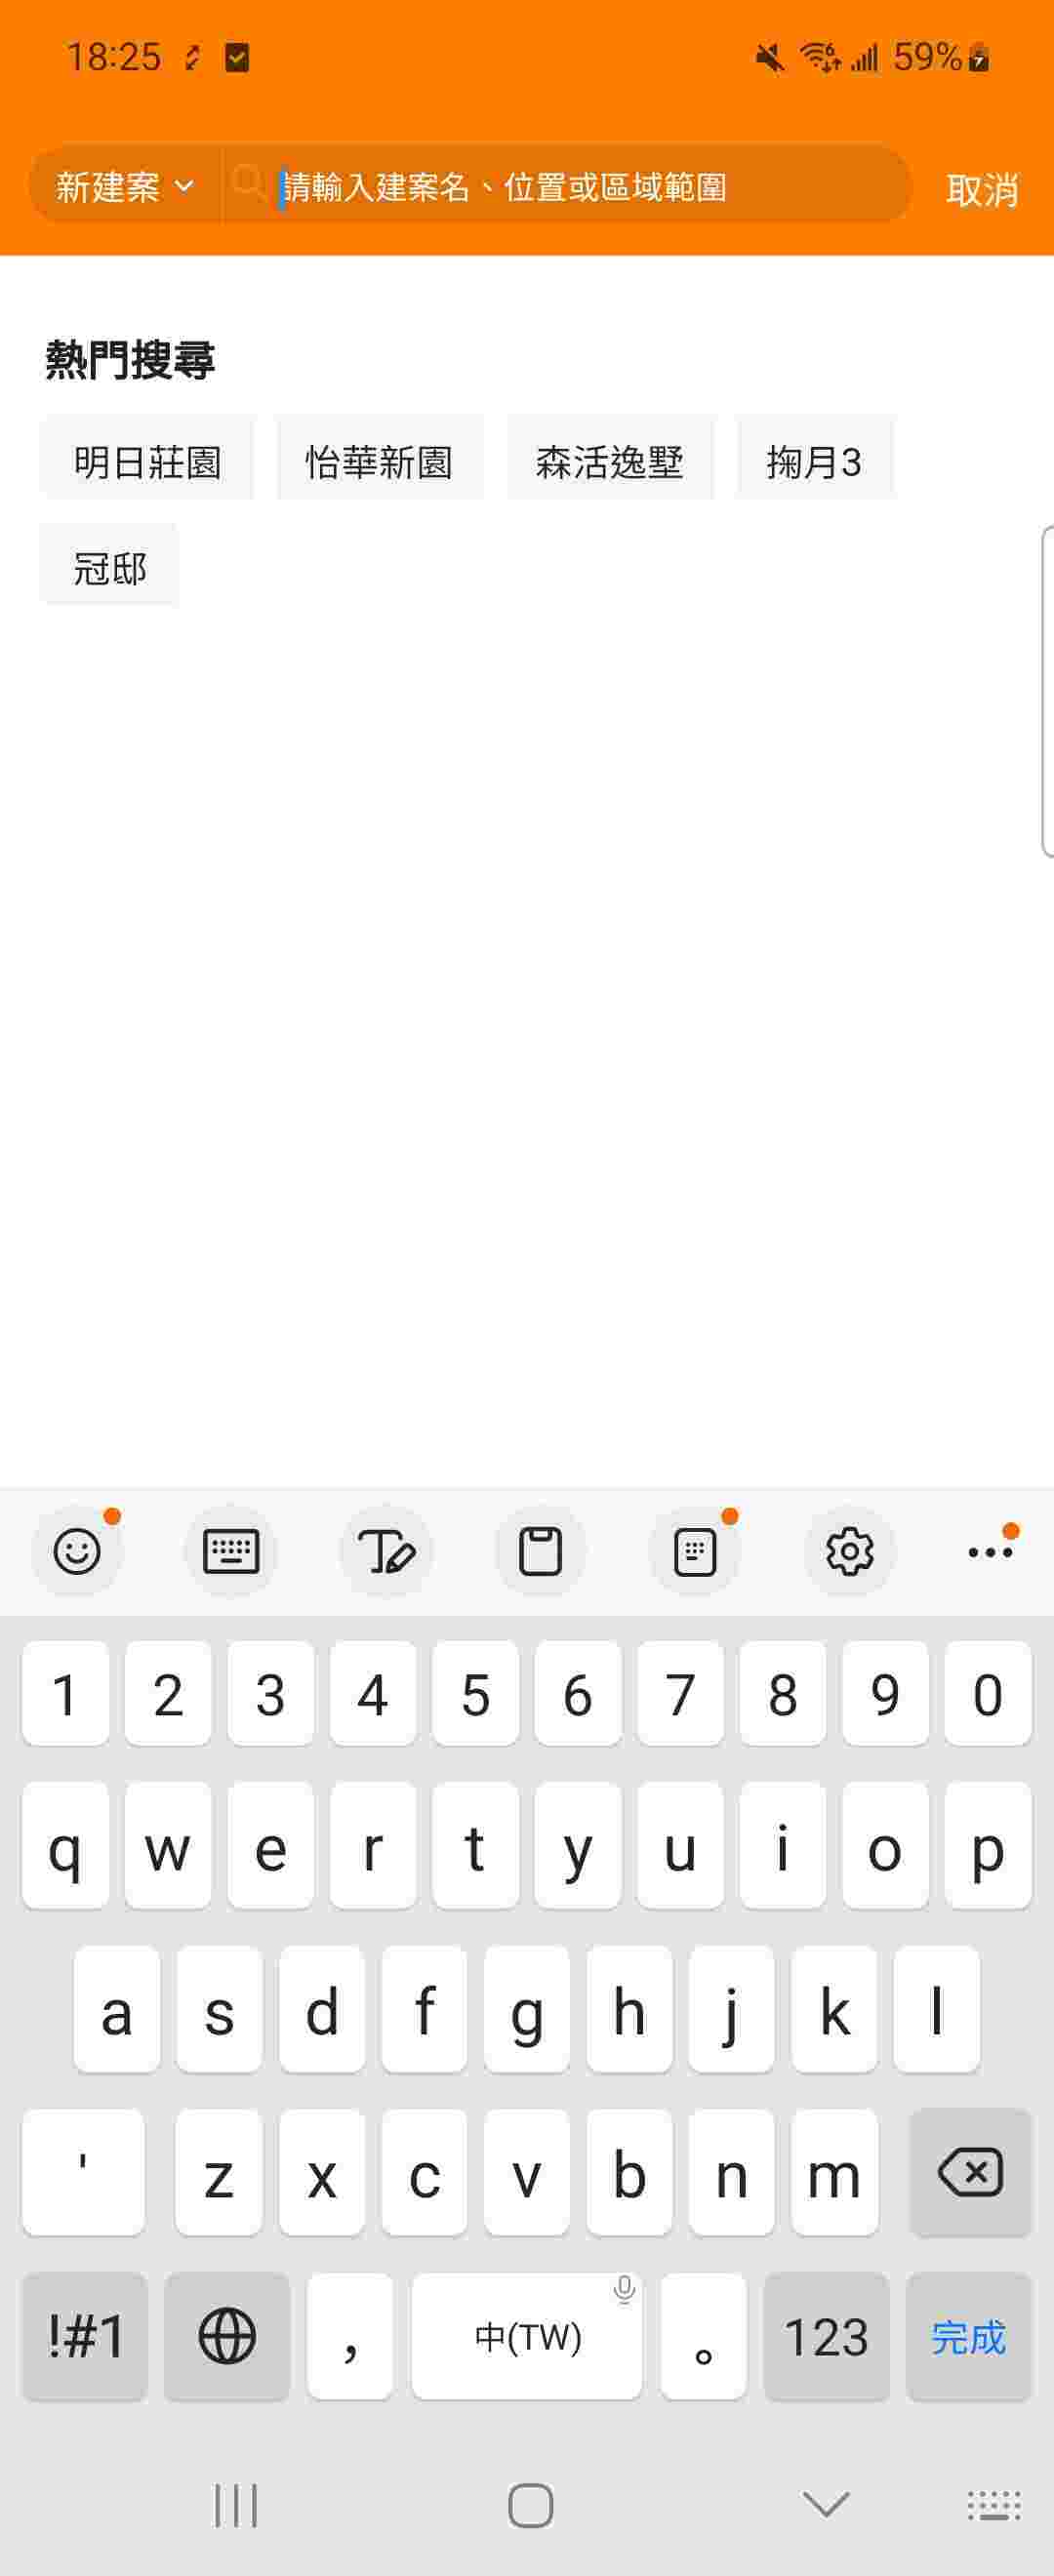 18:25 59%
新建案 請輸入建案名、位置或區域範圍 取消
熱門搜尋
明日莊園 怡華新園 森活逸墅 掬月3
冠邸
1 2 3 4 5 6 7 8 9 0
q w e r t y u i o p
a s d f g h j k l
' z x c v b n m
!#1 , 中(TW) 。 123 完成